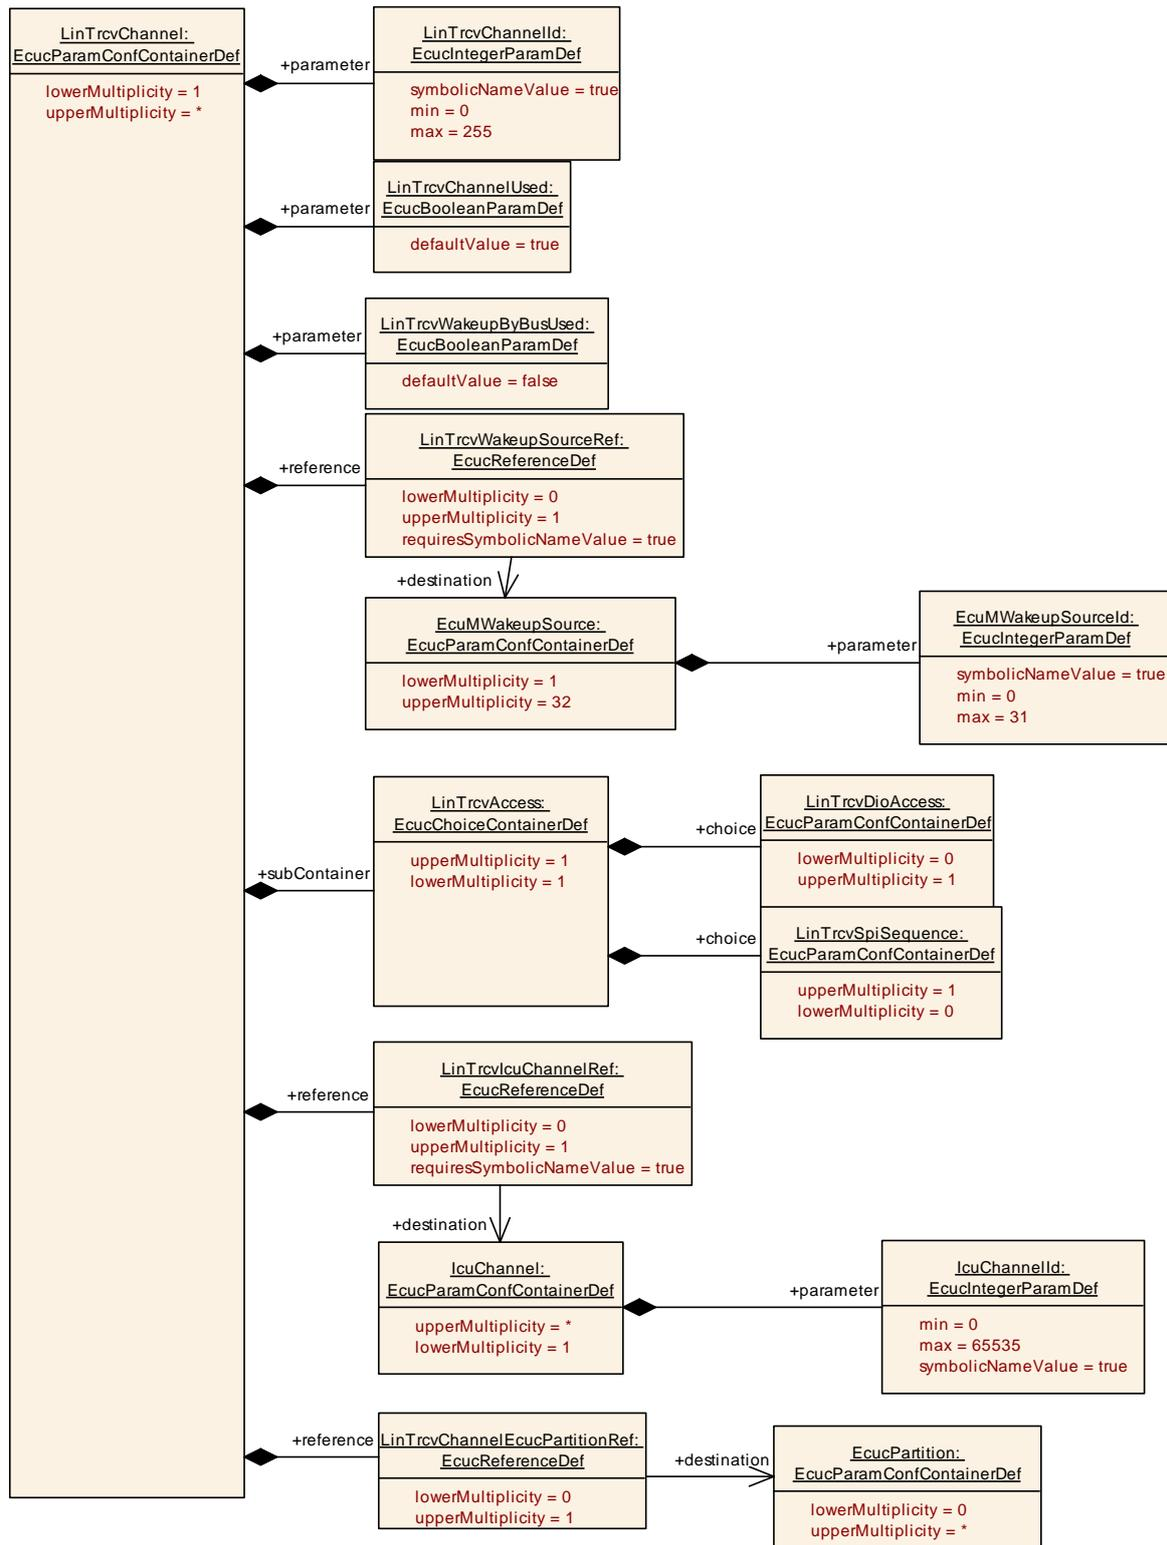 LinTrcvChannel:
EcucParamConfContainerDef
lowerMultiplicity = 1
upperMultiplicity = *
+parameter
LinTrcvChannelId:
EcucIntegerParamDef
symbolicNameValue = true
min = 0
max = 255
+parameter
LinTrcvChannelUsed:
EcucBooleanParamDef
defaultValue = true
+parameter
LinTrcvWakeupByBusUsed:
EcucBooleanParamDef
defaultValue = false
+reference
LinTrcvWakeupSourceRef:
EcucReferenceDef
lowerMultiplicity = 0
upperMultiplicity = 1
requiresSymbolicNameValue = true
+destination
EcuMWakeupSource:
EcucParamConfContainerDef
lowerMultiplicity = 1
upperMultiplicity = 32
+parameter
EcuMWakeupSourceId:
EcucIntegerParamDef
symbolicNameValue = true
min = 0
max = 31
+subContainer
LinTrcvAccess:
EcucChoiceContainerDef
upperMultiplicity = 1
lowerMultiplicity = 1
+choice
LinTrcvDioAccess:
EcucParamConfContainerDef
lowerMultiplicity = 0
upperMultiplicity = 1
+choice
LinTrcvSpiSequence:
EcucParamConfContainerDef
upperMultiplicity = 1
lowerMultiplicity = 0
+reference
LinTrcvIcuChannelRef:
EcucReferenceDef
lowerMultiplicity = 0
upperMultiplicity = 1
requiresSymbolicNameValue = true
+destination
IcuChannel:
EcucParamConfContainerDef
upperMultiplicity = *
lowerMultiplicity = 1
+parameter
IcuChannelId:
EcucIntegerParamDef
min = 0
max = 65535
symbolicNameValue = true
+reference
LinTrcvChannelEcucPartitionRef:
EcucReferenceDef
lowerMultiplicity = 0
upperMultiplicity = 1
+destination
EcucPartition:
EcucParamConfContainerDef
lowerMultiplicity = 0
upperMultiplicity = *